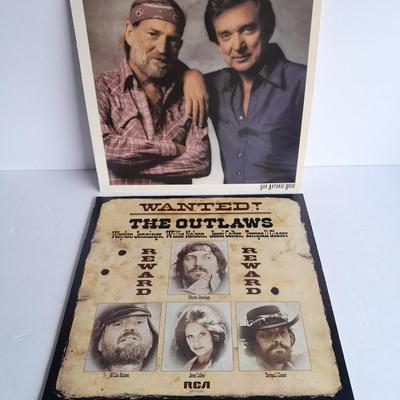 San Antonio Rose
WANTED!
THE OUTLAWS
Waylon Jennings, Willie Nelson, Jessi Colter, Tompall Glaser
REWARD
REWARD
Waylon Jennings
Willie Nelson
Jessi Colter
Tompall Glaser
RCA